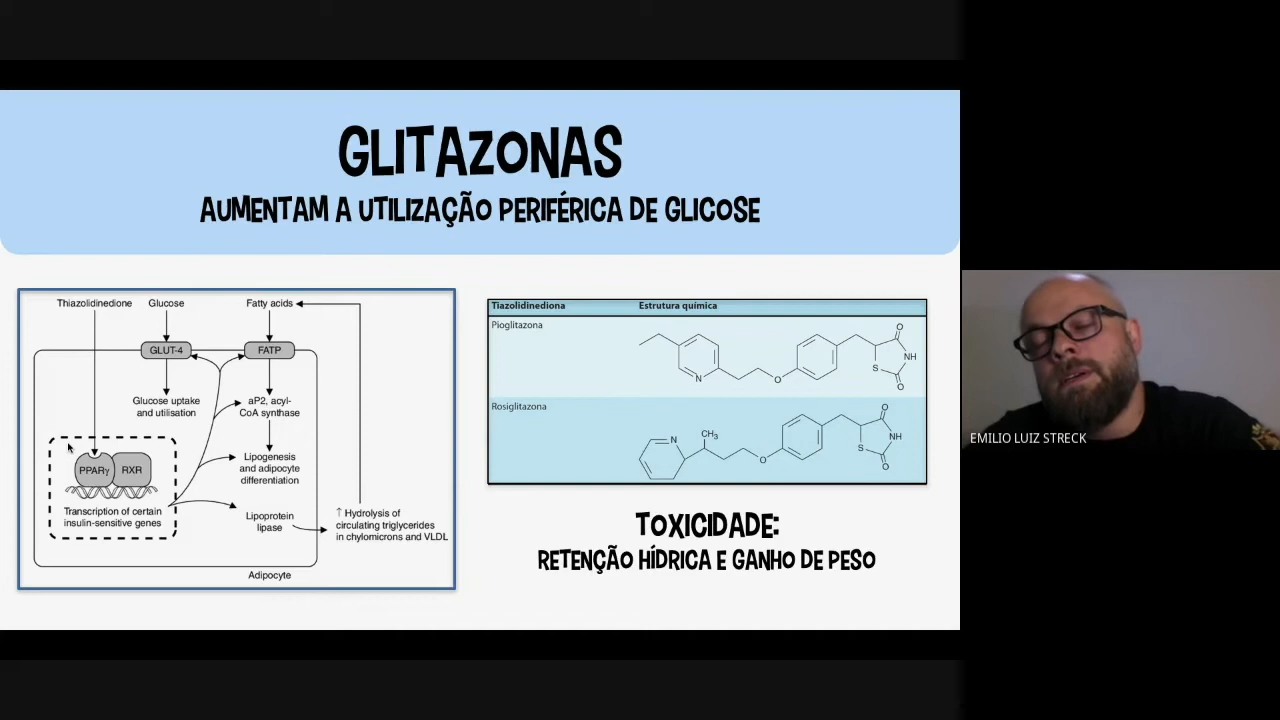 GLITAZONAS
AUMENTAM A UTILIZAÇÃO PERIFÉRICA DE GLICOSE
Thiazolidinedione
Glucose
Fatty acids
GLUT-4
FATP
Glucose uptake
and utilisation
aP2, acyl-
CoA synthase
PPARγ
RXR
Lipogenesis
and adipocyte
differentiation
Transcription of certain
insulin-sensitive genes
Lipoprotein
lipase
↑ Hydrolysis of
circulating triglycerides
in chylomicrons and VLDL
Adipocyte
Tiazolidinediona
Estrutura química
Pioglitazona
N
O
S
O
NH
O
Rosiglitazona
N
CH3
O
S
O
NH
O
TOXICIDADE:
RETENÇÃO HÍDRICA E GANHO DE PESO
EMILIO LUIZ STRECK